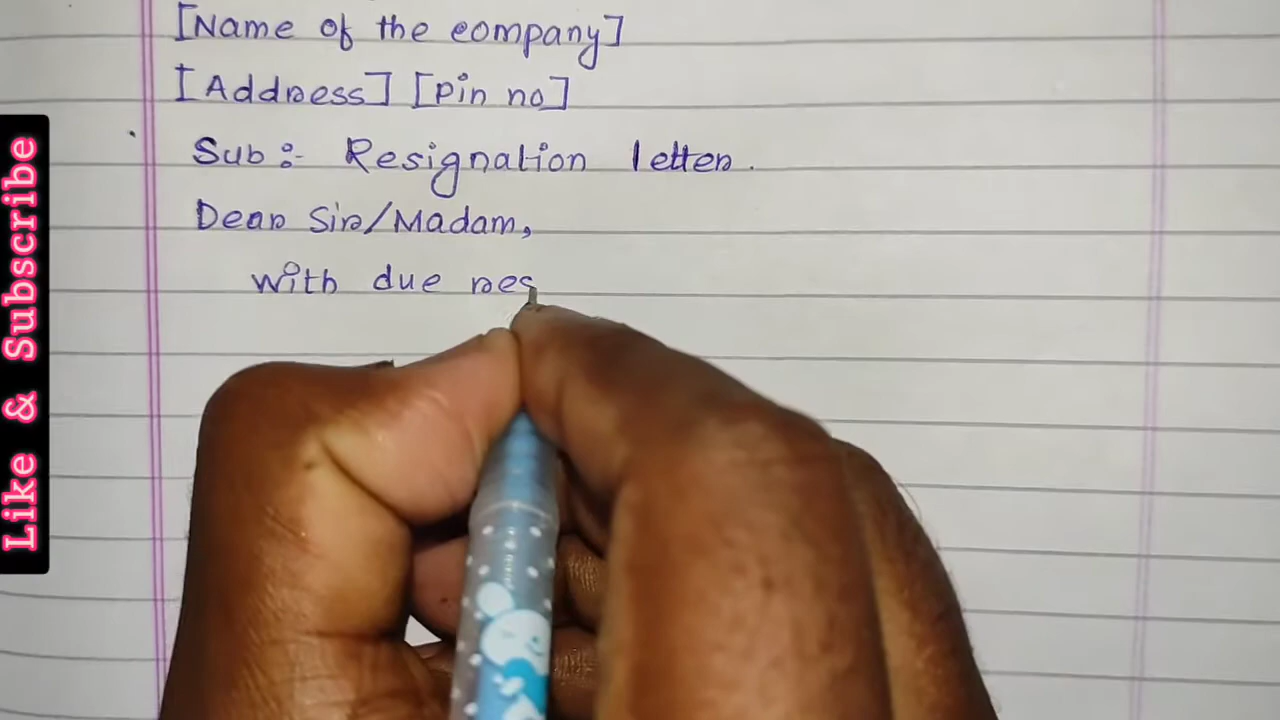 [Name of the company]
[Address] [Pin no]
Sub:- Resignation letter.
Dear Sir/Madam,
with due res
Like & Subscribe